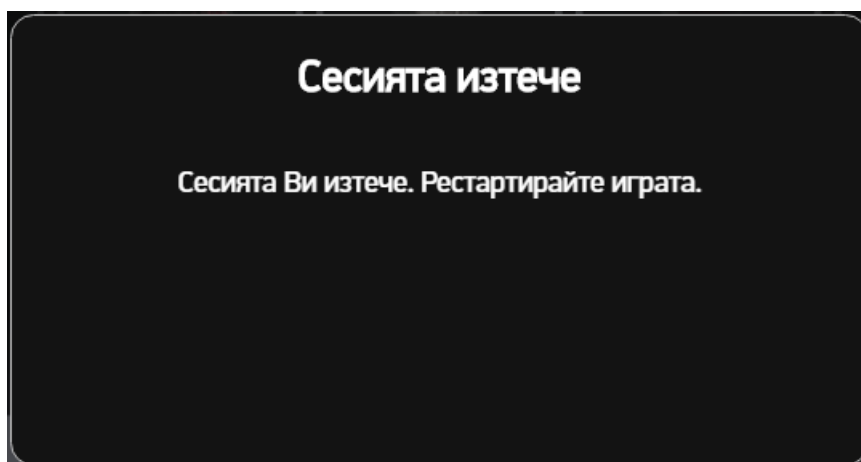 Сесията изтече
Сесията Ви изтече. Рестартирайте играта.